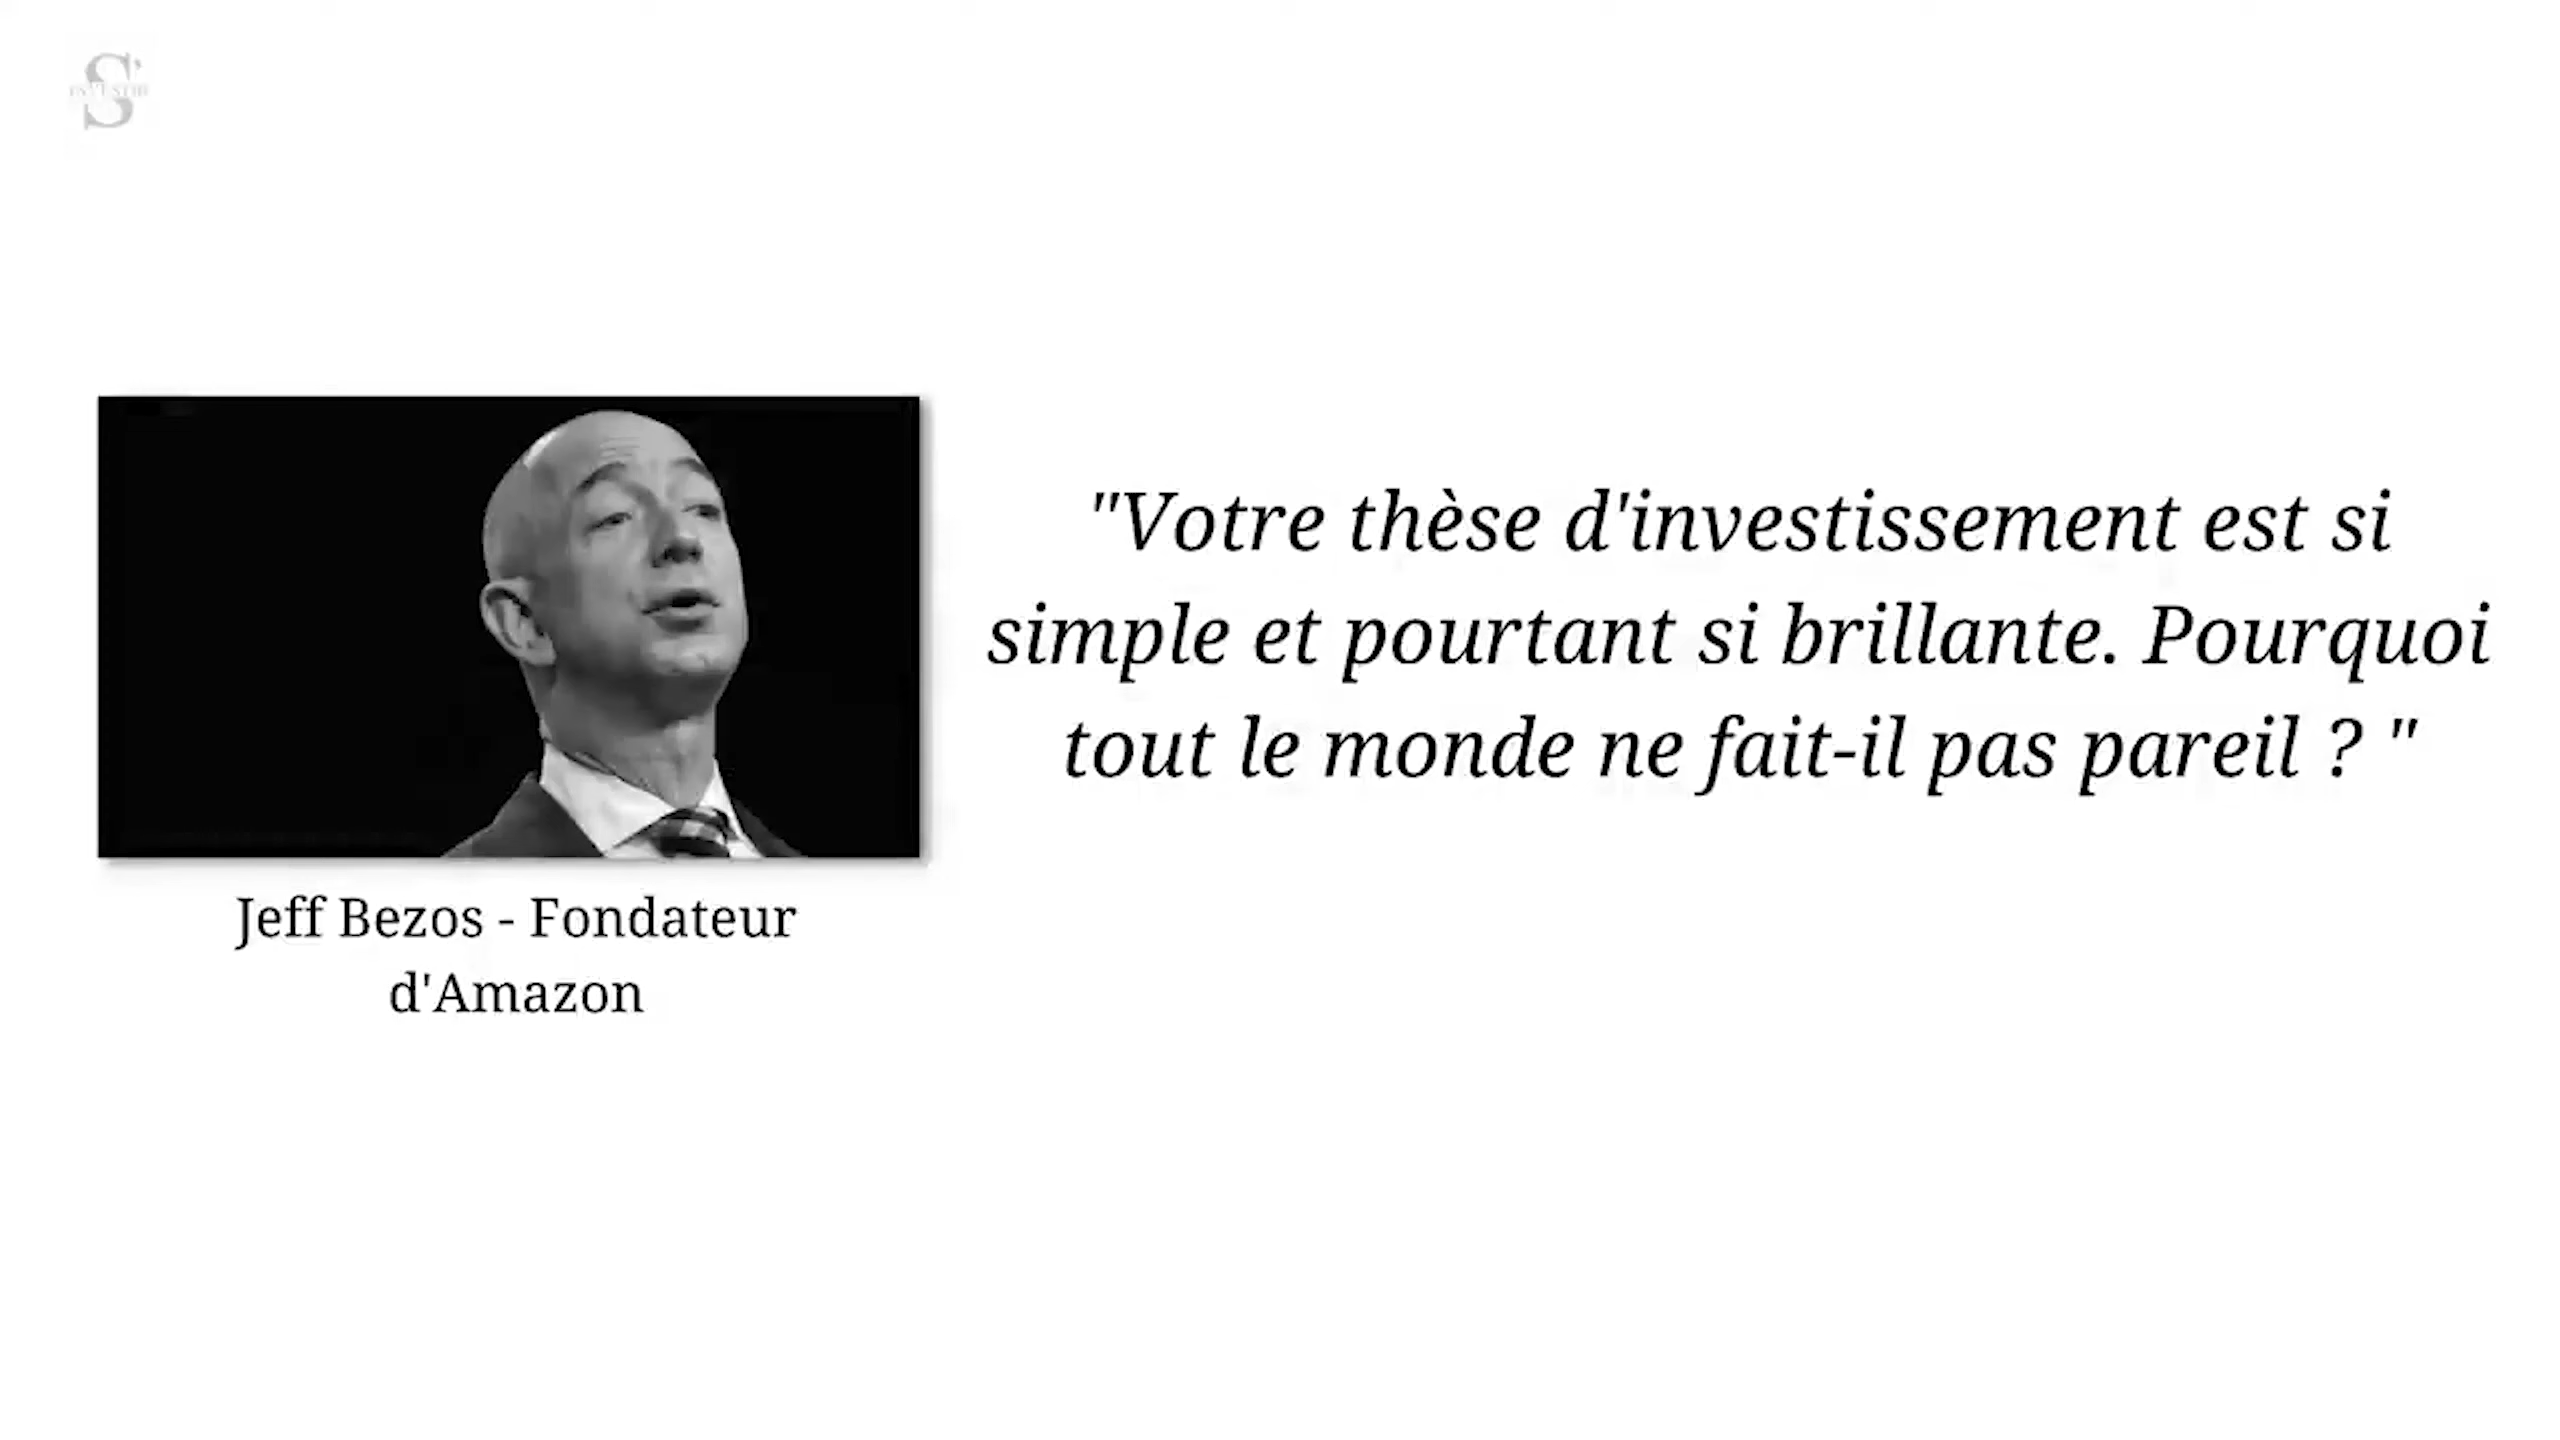 S'
INVESTIR
Jeff Bezos - Fondateur
d'Amazon
"Votre thèse d'investissement est si
simple et pourtant si brillante. Pourquoi
tout le monde ne fait-il pas pareil ? "